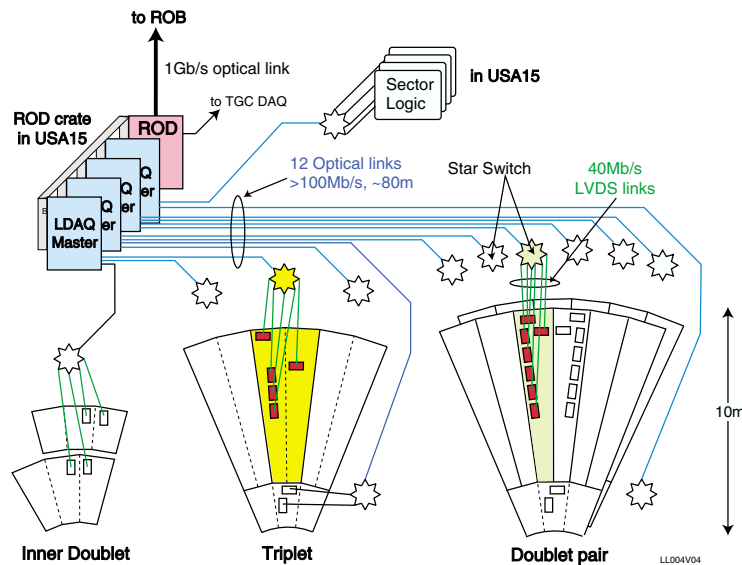 to ROB
1Gb/s optical link
to TGC DAQ
ROD crate
in USA15
ROD
Sector
Logic
in USA15
12 Optical links
>100Mb/s, ~80m
Star Switch
40Mb/s
LVDS links
LDAQ
Master
10m
Inner Doublet
Triplet
Doublet pair
LL004V04